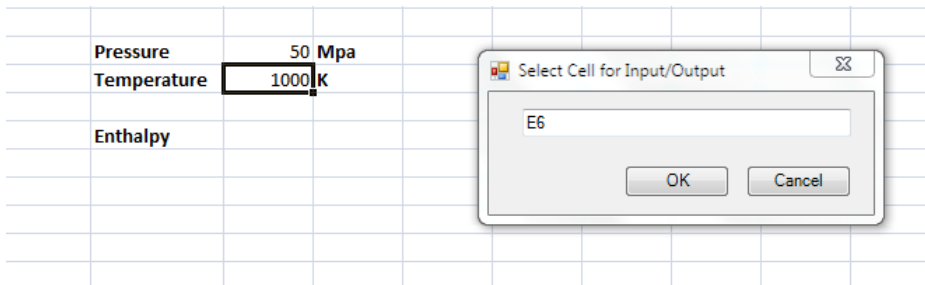 Pressure 50 Mpa
Temperature 1000 K
Enthalpy
Select Cell for Input/Output
E6
OK Cancel